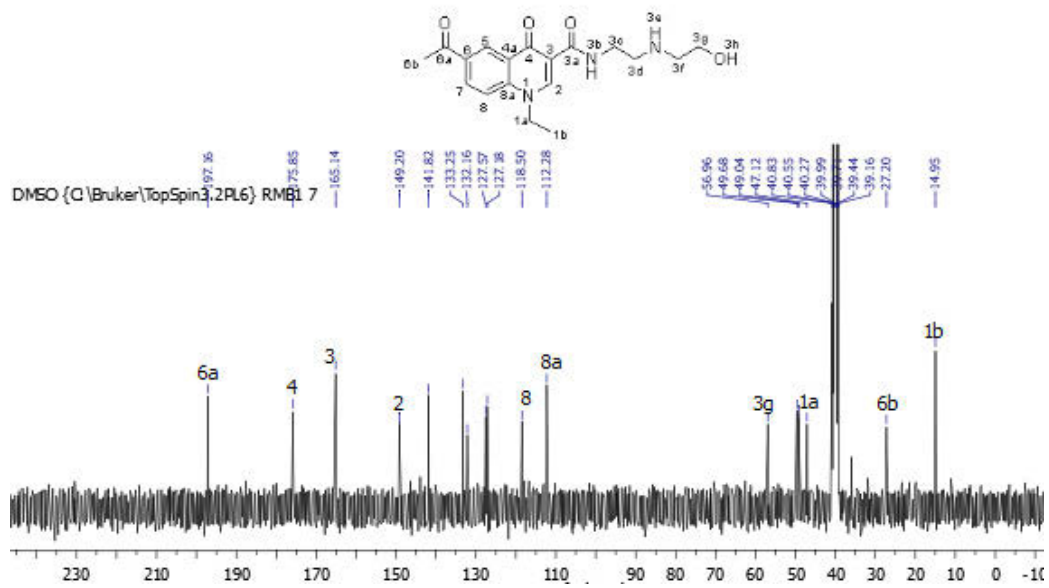 3e
O O O H 3g
6 5 4a 3 3b 3c N 3h
6b 6a 4 3a N 3d 3f OH
7 8a 1 2 H
8 N
1a 1b
197.16
175.85
165.14
149.20
141.82
133.25
132.16
127.57
127.18
118.50
112.28
56.96
49.68
49.04
47.12
40.83
40.55
40.27
39.99
39.44
39.16
27.20
14.95
DMSO {C:\Bruker\TopSpin3.2PL6} RMB1 7
6a
4
3
2
8
8a
3g
1a
6b
1b
230 210 190 170 150 130 110 90 80 70 60 50 40 30 20 10 0 -10